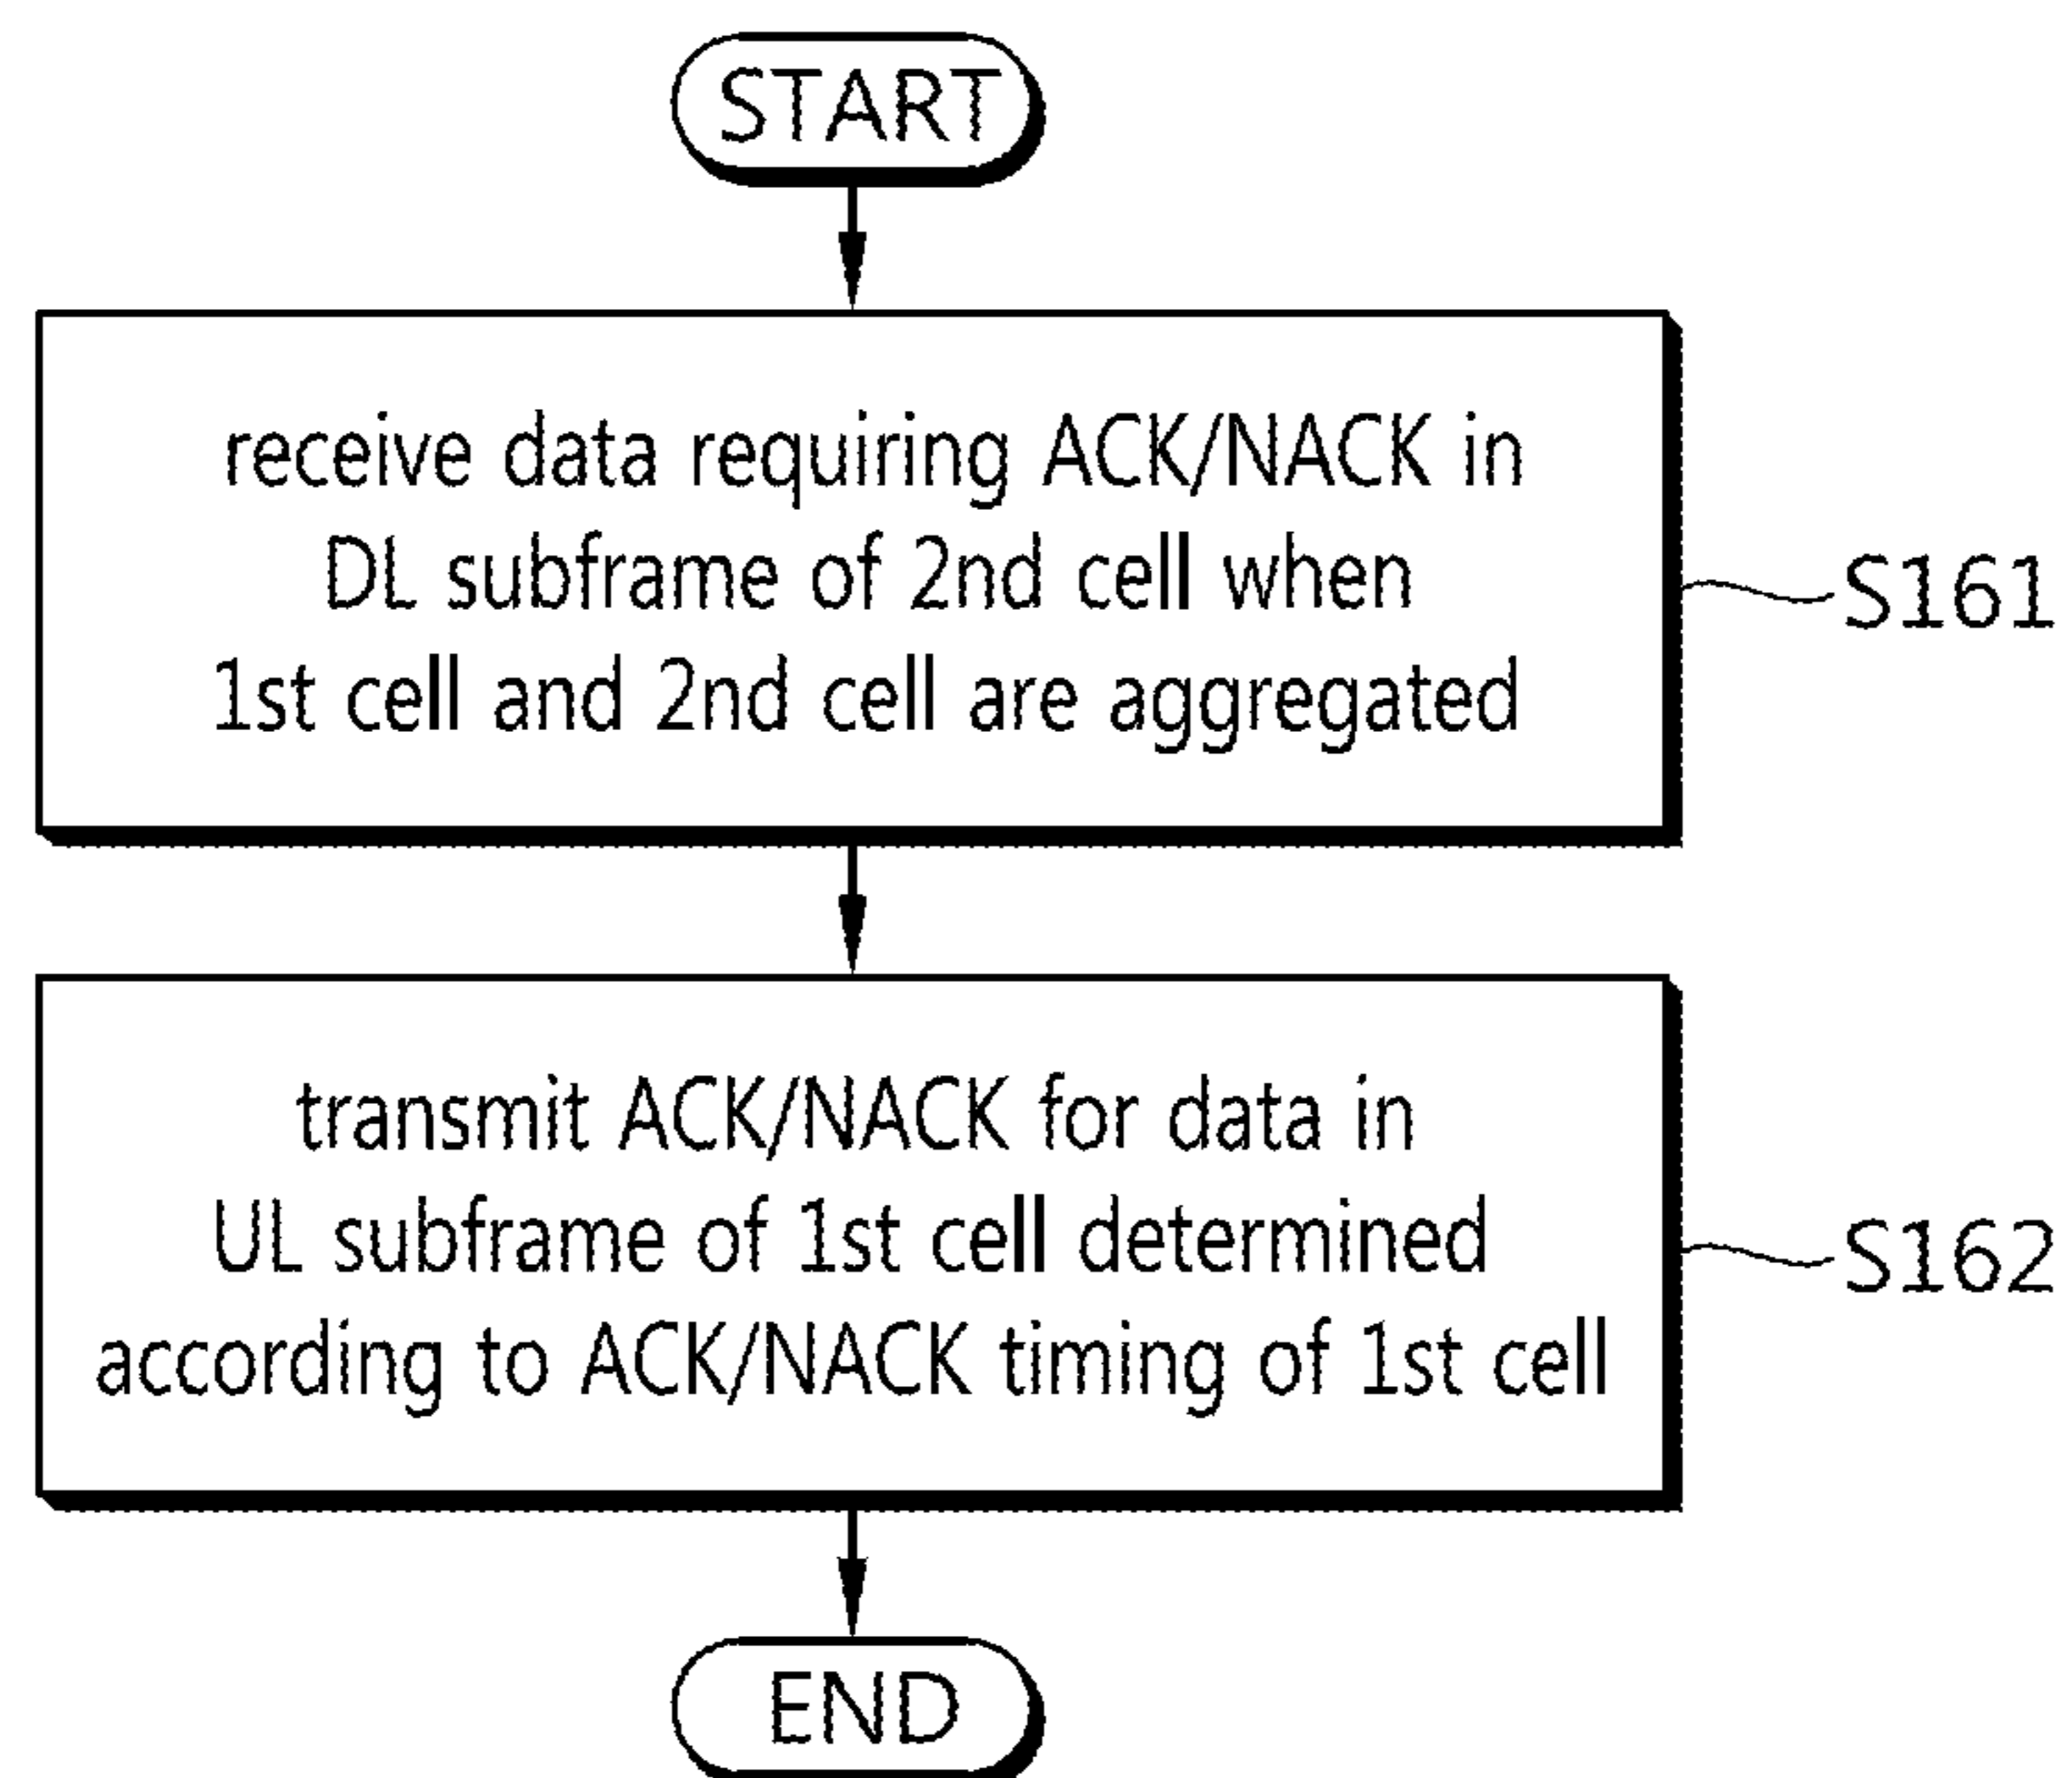 START
receive data requiring ACK/NACK in
DL subframe of 2nd cell when
1st cell and 2nd cell are aggregated
S161
transmit ACK/NACK for data in
UL subframe of 1st cell determined
according to ACK/NACK timing of 1st cell
S162
END